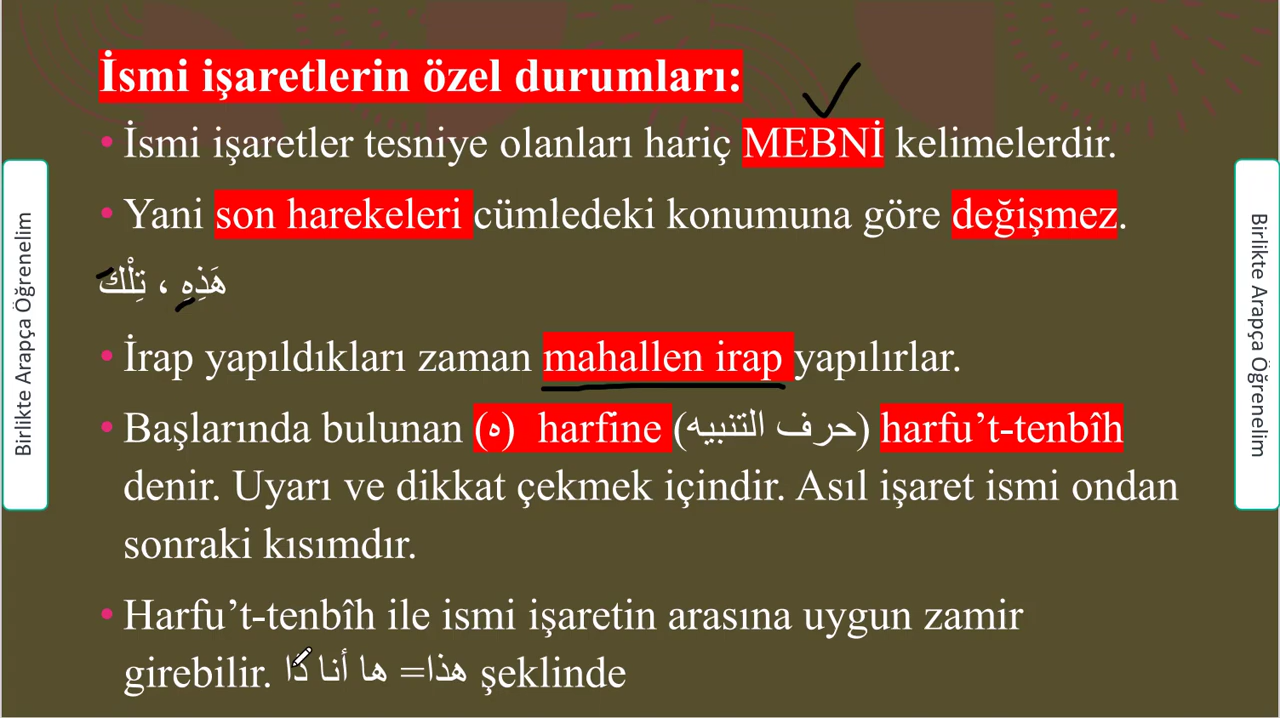 İsmi işaretlerin özel durumları:
• İsmi işaretler tesniye olanları hariç MEBNİ kelimelerdir.
• Yani son harekeleri cümledeki konumuna göre değişmez.
هَذِهِ ، تِلْكَ
• İrap yapıldıkları zaman mahallen irap yapılırlar.
• Başlarında bulunan (ه) harfine (حرف التنبيه) harfu’t-tenbîh
denir. Uyarı ve dikkat çekmek içindir. Asıl işaret ismi ondan
sonraki kısımdır.
• Harfu’t-tenbîh ile ismi işaretin arasına uygun zamir
girebilir. هذا= ها أنا ذا şeklinde
Birlikte Arapça Öğrenelim
Birlikte Arapça Öğrenelim